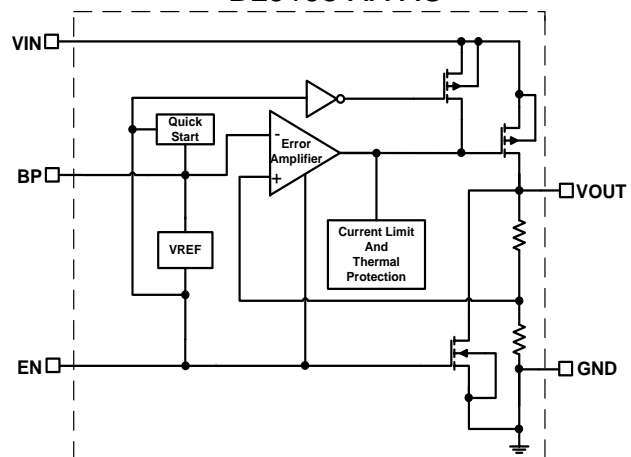 VIN
Quick
Start
-
Error
Amplifier
+
BP
VOUT
VREF
Current Limit
And
Thermal
Protection
EN
GND